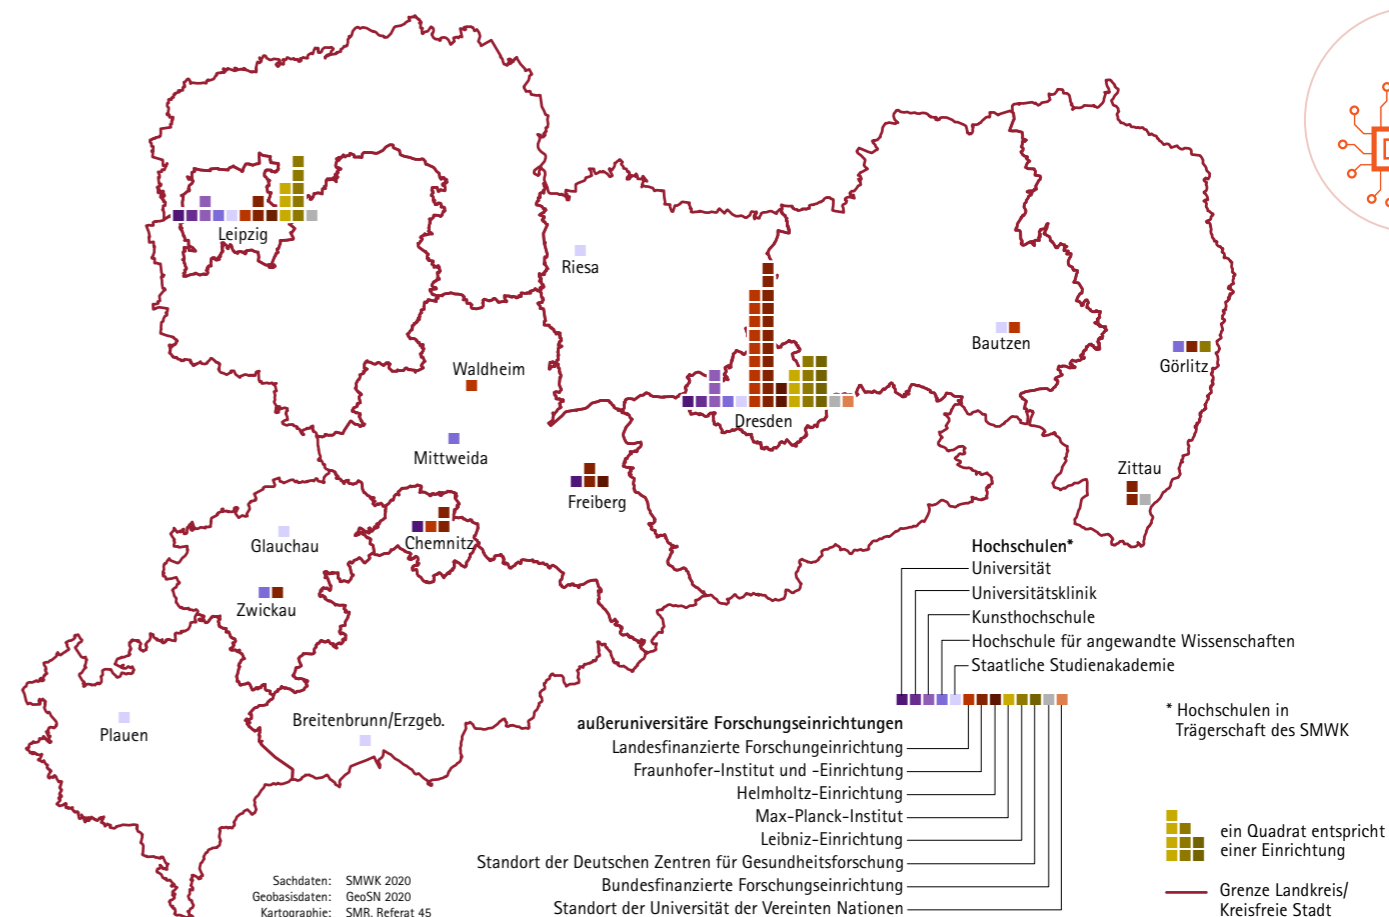 Leipzig
Riesa
Bautzen
Görlitz
Waldheim
Dresden
Mittweida
Freiberg
Zittau
Glauchau
Chemnitz
Zwickau
Plauen
Breitenbrunn/Erzgeb.
Hochschulen*
Universität
Universitätsklinik
Kunsthochschule
Hochschule für angewandte Wissenschaften
Staatliche Studienakademie
außeruniversitäre Forschungseinrichtungen
Landesfinanzierte Forschungeinrichtung
Fraunhofer-Institut und -Einrichtung
Helmholtz-Einrichtung
Max-Planck-Institut
Leibniz-Einrichtung
Standort der Deutschen Zentren für Gesundheitsforschung
Bundesfinanzierte Forschungseinrichtung
Standort der Universität der Vereinten Nationen
* Hochschulen in
Trägerschaft des SMWK
ein Quadrat entspricht
einer Einrichtung
Grenze Landkreis/
Kreisfreie Stadt
Sachdaten: SMWK 2020
Geobasisdaten: GeoSN 2020
Kartographie: SMR, Referat 45